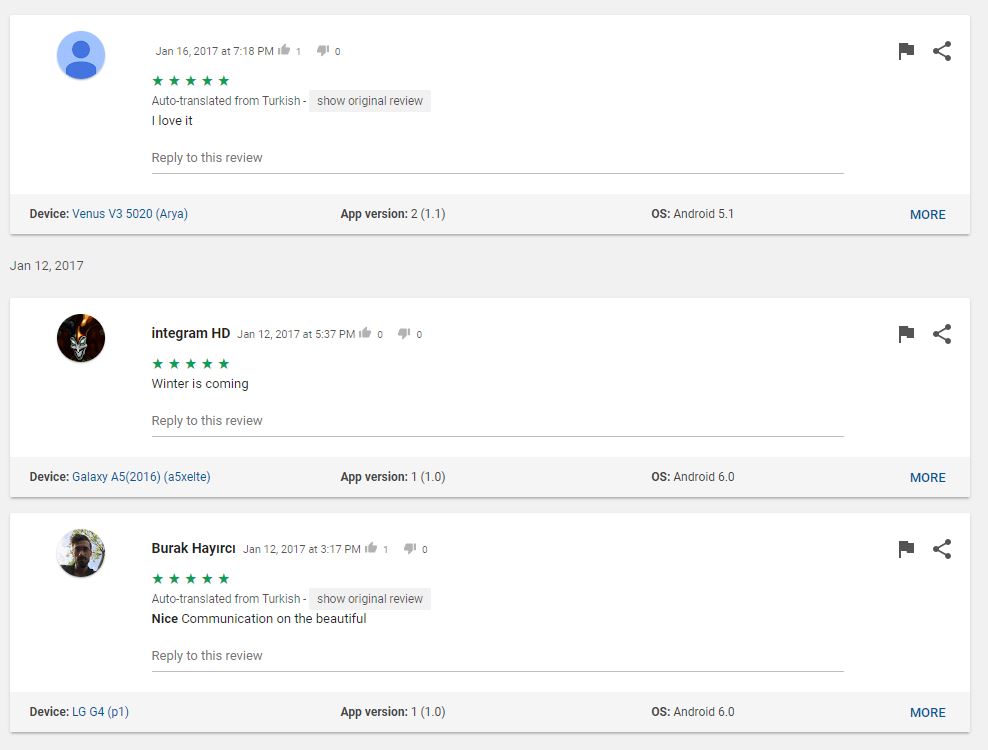 Jan 16, 2017 at 7:18 PM 1 0
Auto-translated from Turkish - show original review
I love it
Reply to this review
Device: Venus V3 5020 (Arya) App version: 2 (1.1) OS: Android 5.1 MORE
Jan 12, 2017
integram HD Jan 12, 2017 at 5:37 PM 0 0
Winter is coming
Reply to this review
Device: Galaxy A5(2016) (a5xelte) App version: 1 (1.0) OS: Android 6.0 MORE
Burak Hayırcı Jan 12, 2017 at 3:17 PM 1 0
Auto-translated from Turkish - show original review
Nice Communication on the beautiful
Reply to this review
Device: LG G4 (p1) App version: 1 (1.0) OS: Android 6.0 MORE